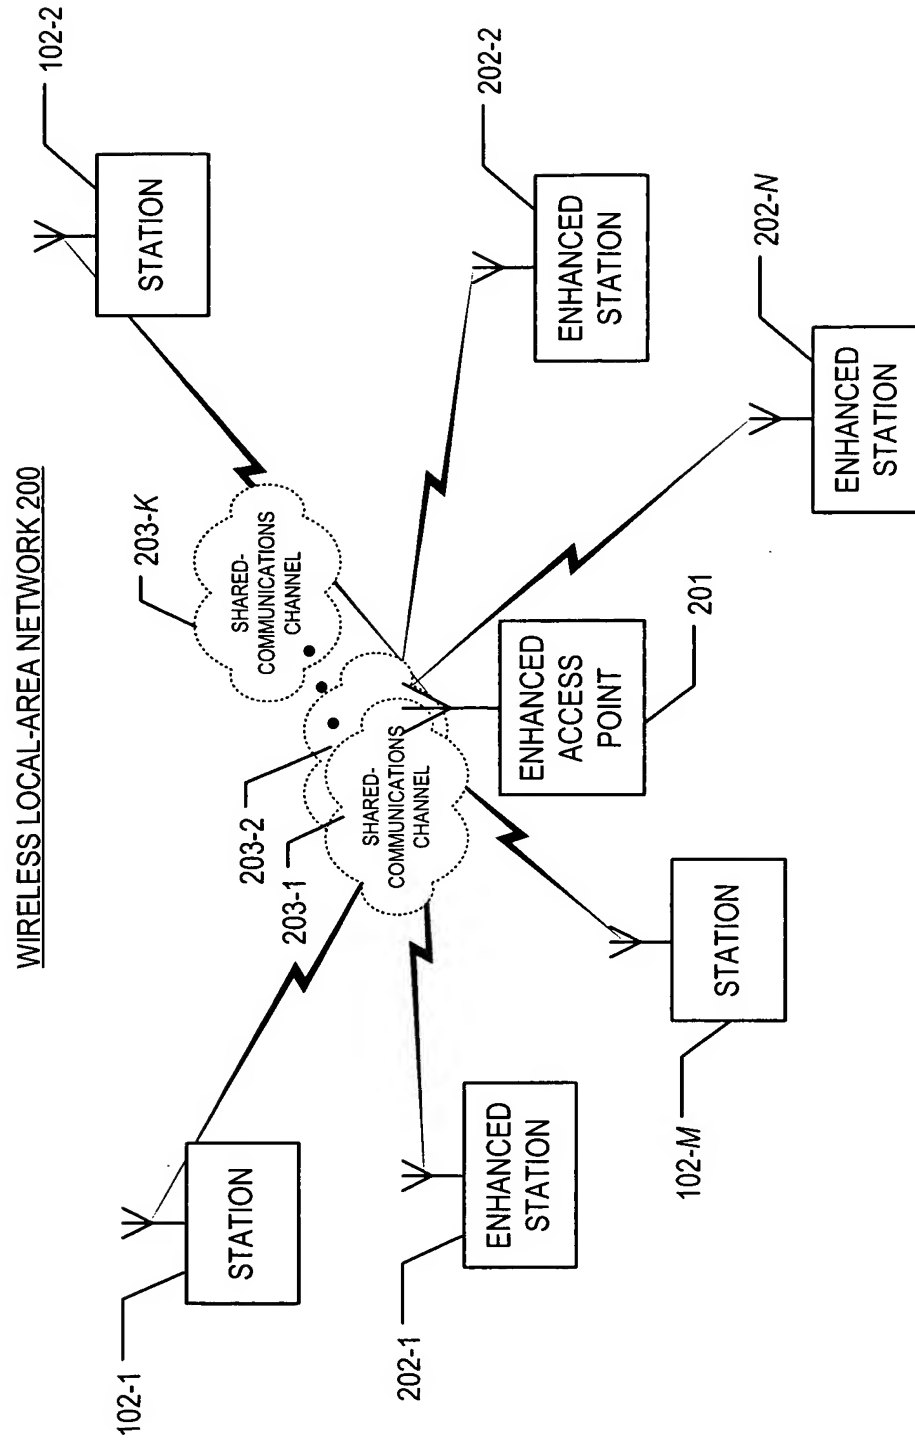 WIRELESS LOCAL-AREA NETWORK 200
102-1
STATION
102-2
STATION
203-K
SHARED-
COMMUNICATIONS
CHANNEL
203-2
203-1
SHARED-
COMMUNICATIONS
CHANNEL
202-1
ENHANCED
STATION
202-2
ENHANCED
STATION
ENHANCED
ACCESS
POINT
201
102-M
STATION
202-N
ENHANCED
STATION